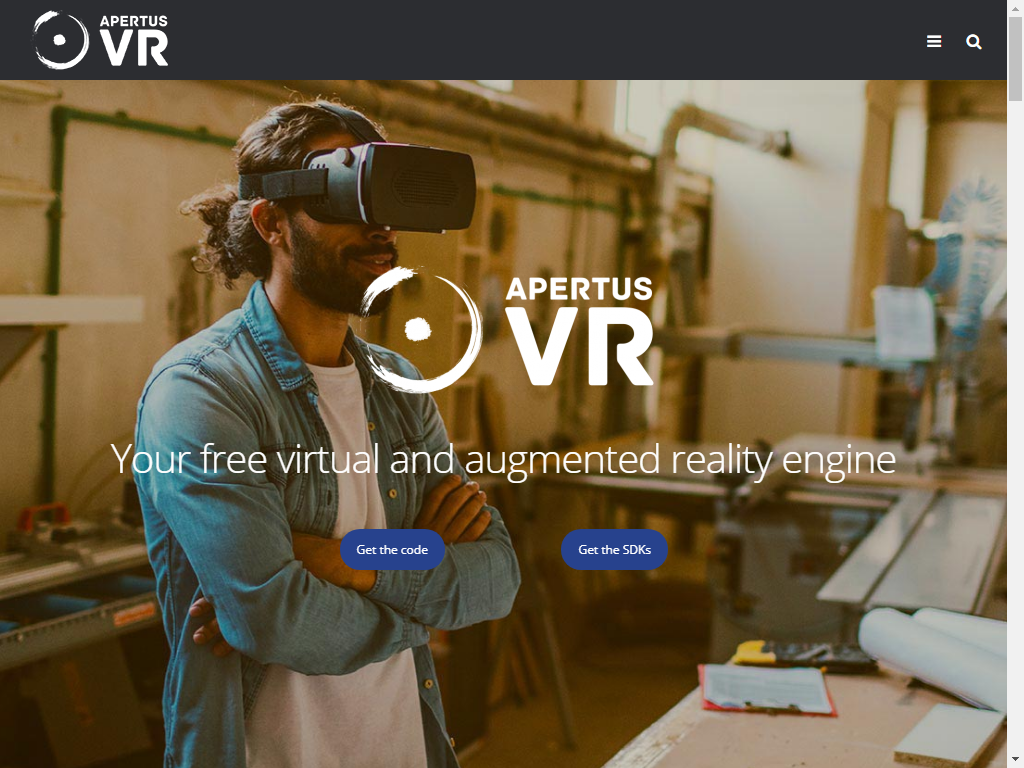 APERTUS
VR
APERTUS
VR
Your free virtual and augmented reality engine
Get the code
Get the SDKs